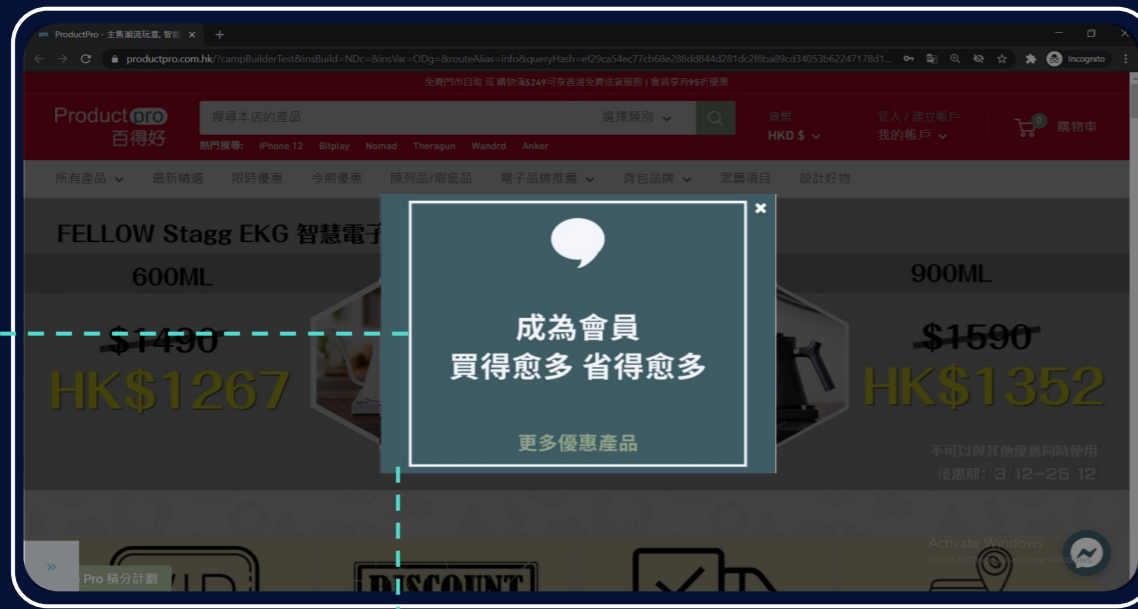 ProductPro - 主售潮流玩意, 智能
productpro.com.hk/?campBuilderTest&insBuild=NDc=&insVar=ODg=&routeAlias=info&queryHash=ef29ca54ec77cb68e288dd844d281dc2f8ba89cd34053b62247178d1...
Incognito
免費門市自取 或 購物滿$249可享香港免費送貨服務 | 會員享有95折優惠
Product pro
百得好
搜尋本店的產品
選擇類別
貨幣
HKD $
登入 / 建立帳戶
我的帳戶
0
購物車
熱門搜尋: iPhone 12 Bitplay Nomad Theragun Wandrd Anker
所有產品 最新精選 限時優惠 今期優惠 陳列品/瑕疵品 電子品牌推薦 背包品牌 眾籌項目 設計好物
FELLOW Stagg EKG 智慧電子
600ML
$1490
HK$1267
成為會員
買得愈多 省得愈多
更多優惠產品
900ML
$1590
HK$1352
不可以與其他優惠同時使用
優惠期: 3/12-25/12
Activate Windows
Pro 積分計劃
DISCOUNT